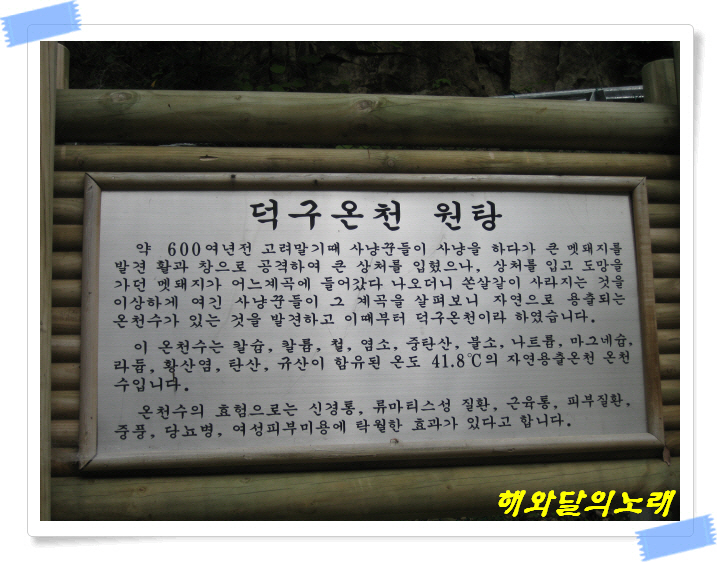 덕구온천 원탕
약 600여년전 고려말기때 사냥꾼들이 사냥을 하다가 큰 멧돼지를
발견 활과 창으로 공격하여 큰 상처를 입혔으나, 상처를 입고 도망을
가던 멧돼지가 어느계곡에 들어갔다 나오더니 쏜살같이 사라지는 것을
이상하게 여긴 사냥꾼들이 그 계곡을 살펴보니 자연으로 용출되는
온천수가 있는 것을 발견하고 이때부터 덕구온천이라 하였습니다.
이 온천수는 칼슘, 칼륨, 철, 염소, 중탄산, 불소, 나트륨, 마그네슘,
라듐, 황산염, 탄산, 규산이 함유된 온도 41.8℃의 자연용출온천 온천
수입니다.
온천수의 효험으로는 신경통, 류마티스성 질환, 근육통, 피부질환,
중풍, 당뇨병, 여성피부미용에 탁월한 효과가 있다고 합니다.
해와달의노래